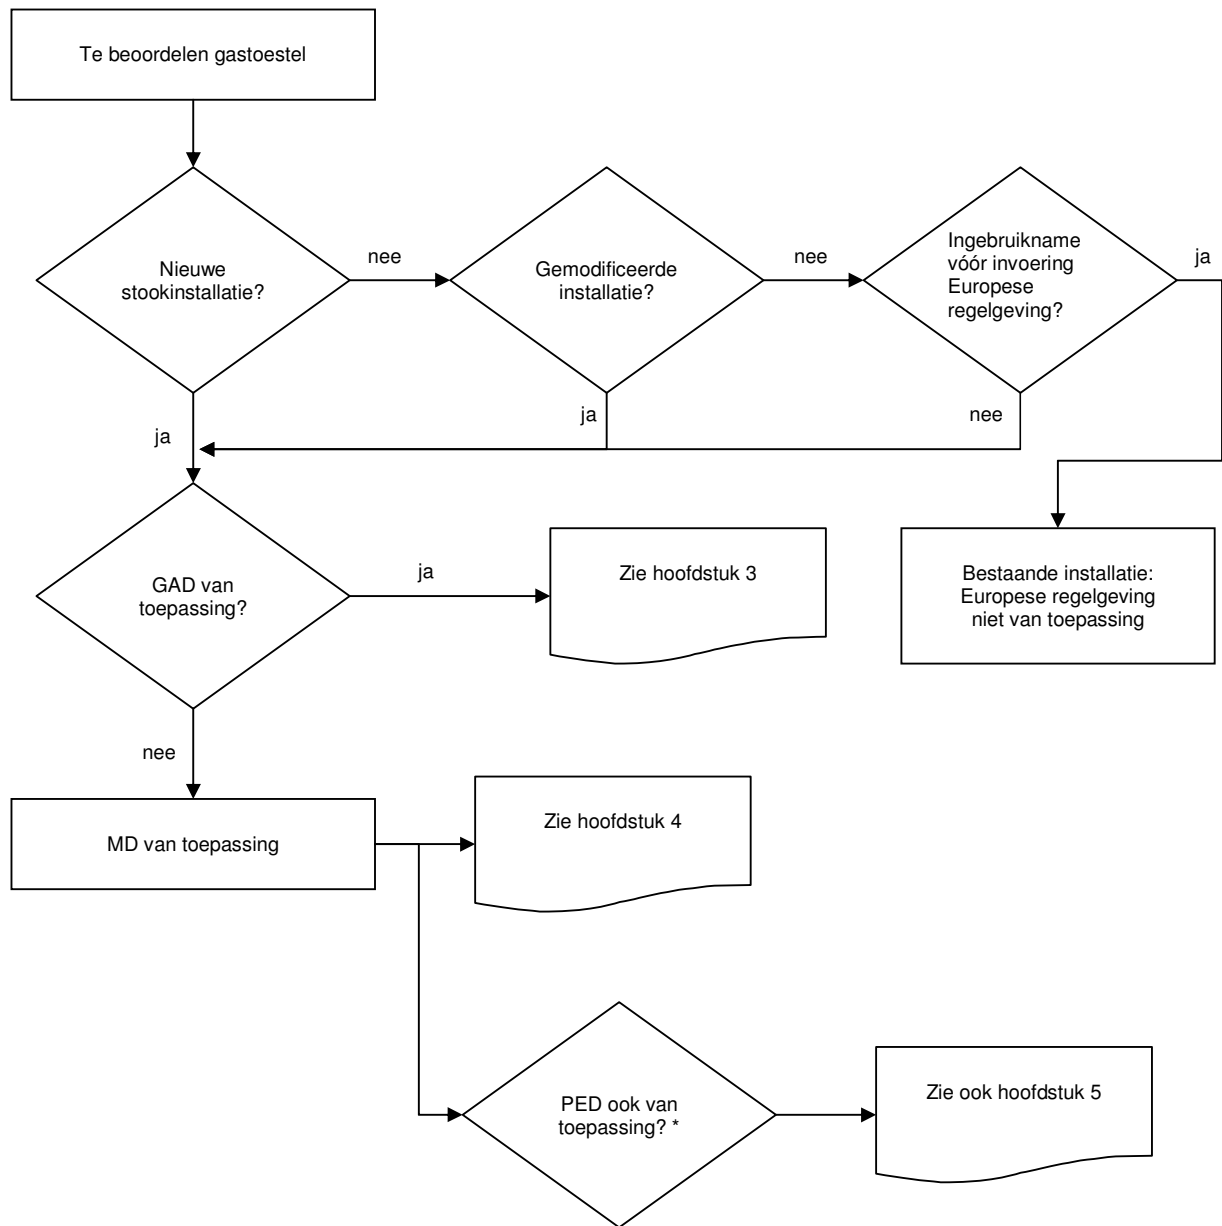 Te beoordelen gastoestel
Nieuwe
stookinstallatie?
nee
Gemodificeerde
installatie?
nee
Ingebruikname
vóór invoering
Europese
regelgeving?
ja
ja
ja
nee
GAD van
toepassing?
ja
Zie hoofdstuk 3
Bestaande installatie:
Europese regelgeving
niet van toepassing
nee
MD van toepassing
Zie hoofdstuk 4
PED ook van
toepassing? *
Zie ook hoofdstuk 5